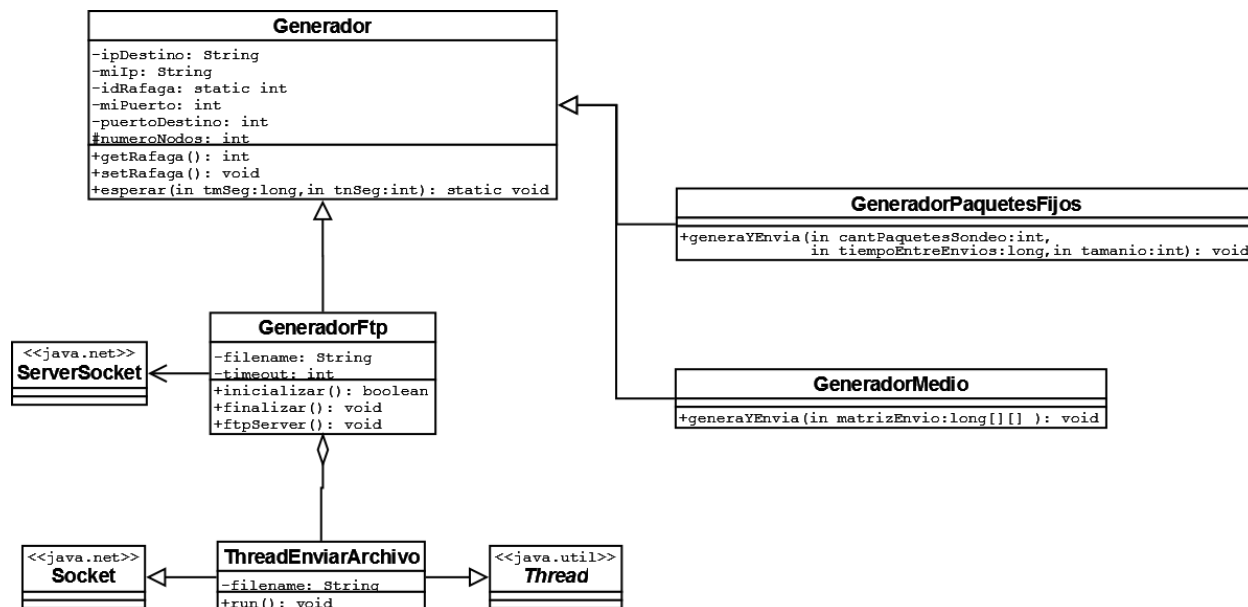 Generador
-ipDestino: String
-miIp: String
-idRafaga: static int
-miPuerto: int
-puertoDestino: int
#numeroNodos: int
+getRafaga(): int
+setRafaga(): void
+esperar(in tmSeg:long,in tnSeg:int): static void
GeneradorPaquetesFijos
+generaYEnvia(in cantPaquetesSondeo:int,
in tiempoEntreEnvios:long,in tamanio:int): void
GeneradorFtp
-filename: String
-timeout: int
+inicializar(): boolean
+finalizar(): void
+ftpServer(): void
<<java.net>>
ServerSocket
GeneradorMedio
+generaYEnvia(in matrizEnvio:long[][] ): void
<<java.net>>
Socket
ThreadEnviarArchivo
-filename: String
+run(): void
<<java.util>>
Thread